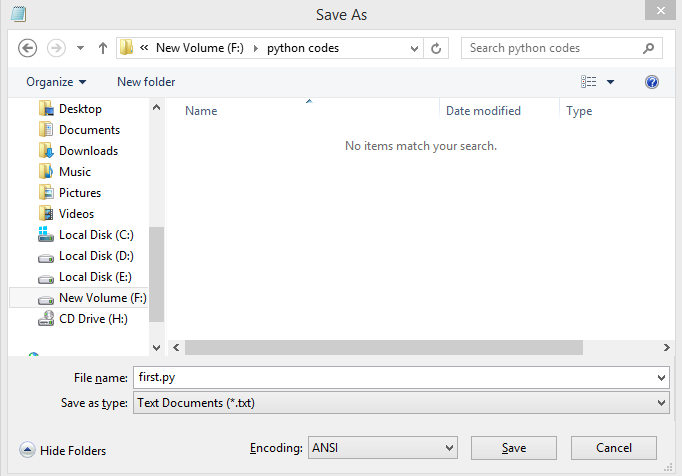 Save As
« New Volume (F:) python codes
Search python codes
Organize
New folder
Name
Date modified
Type
No items match your search.
Desktop
Documents
Downloads
Music
Pictures
Videos
Local Disk (C:)
Local Disk (D:)
Local Disk (E:)
New Volume (F:)
CD Drive (H:)
File name: first.py
Save as type: Text Documents (*.txt)
Hide Folders
Encoding: ANSI
Save
Cancel